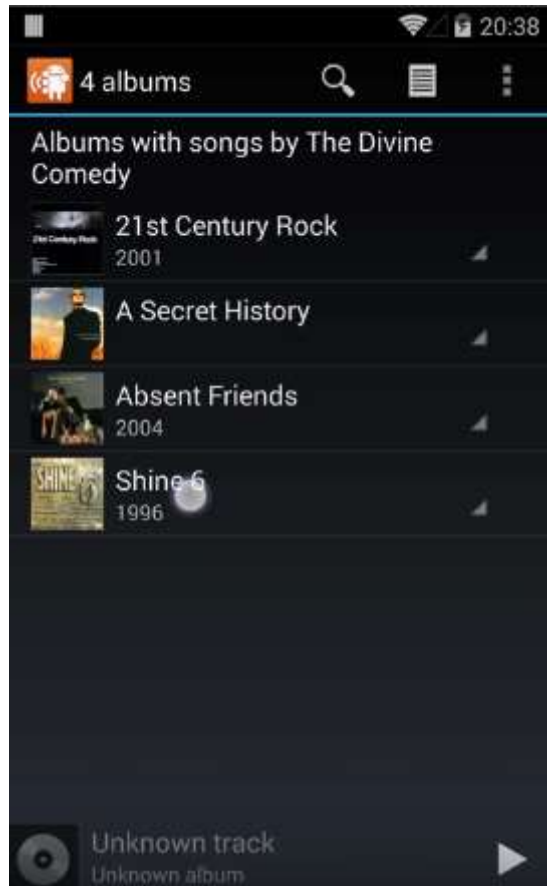 20:38
4 albums
Albums with songs by The Divine
Comedy
21st Century Rock
2001
A Secret History
Absent Friends
2004
SHINE
Shine 6
1996
Unknown track
Unknown album